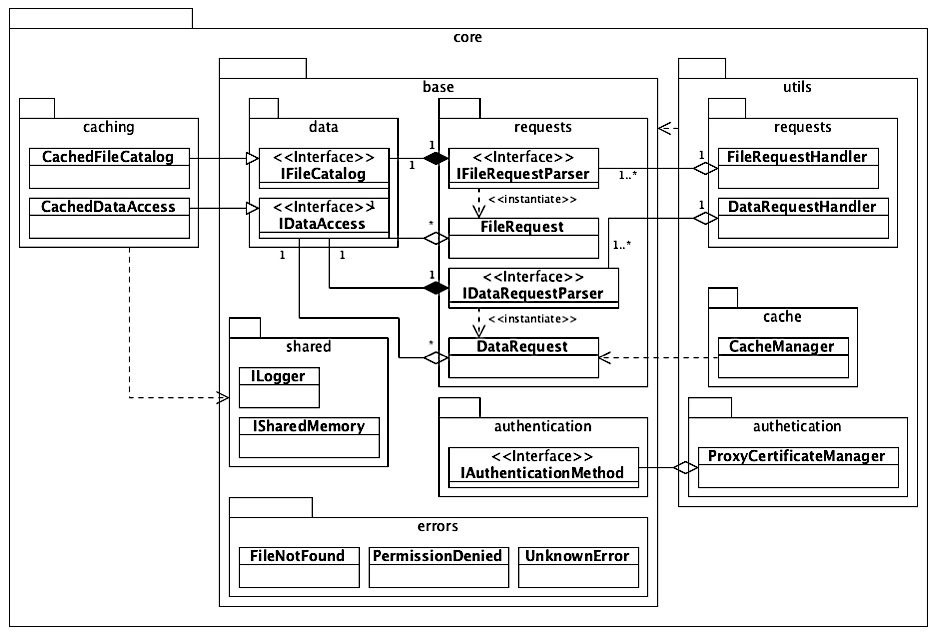 core
base
utils
caching
data
requests
requests
CachedFileCatalog
<<Interface>>
IFileCatalog
1
1
<<Interface>>
IFileRequestParser
1..*
1
FileRequestHandler
<<instantiate>>
CachedDataAccess
<<Interface>>
1
IDataAccess
*
FileRequest
1
DataRequestHandler
1..*
1
1
1
<<Interface>>
IDataRequestParser
<<instantiate>>
cache
shared
*
DataRequest
CacheManager
ILogger
ISharedMemory
authentication
authetication
<<Interface>>
IAuthenticationMethod
ProxyCertificateManager
errors
FileNotFound
PermissionDenied
UnknownError